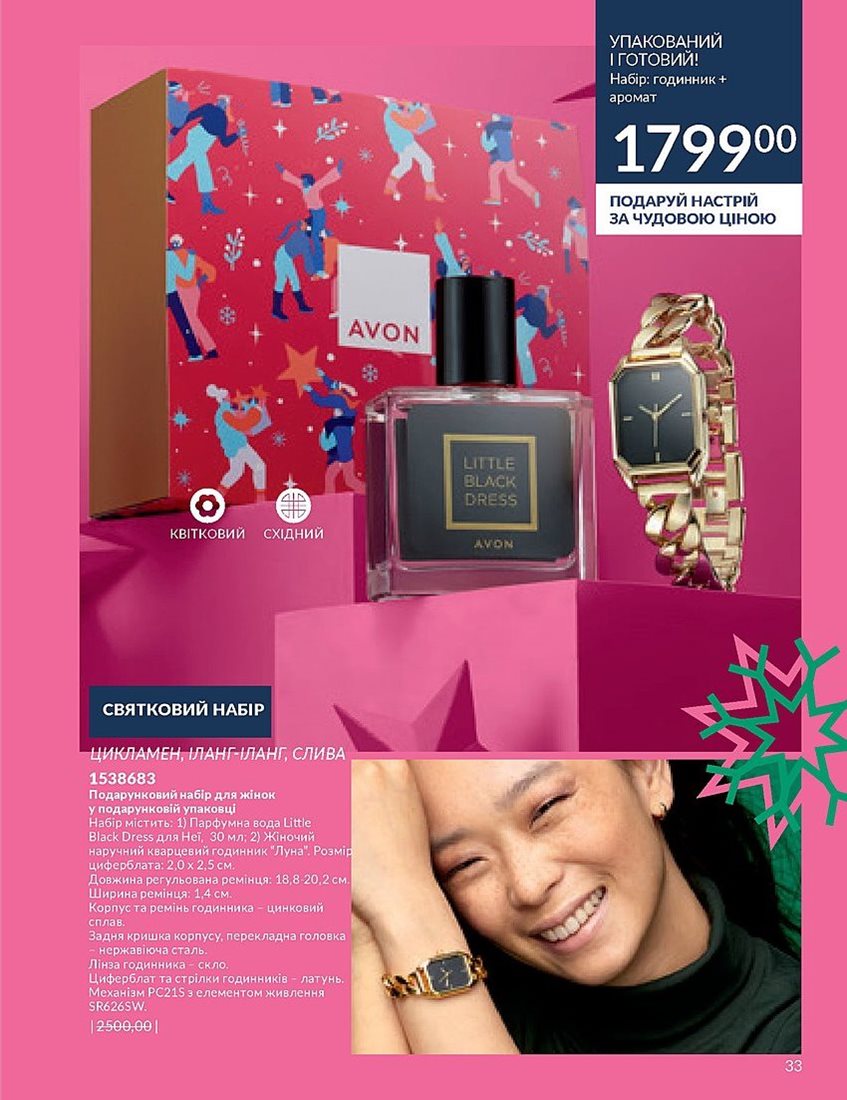 УПАКОВАНИЙ
І ГОТОВИЙ!
Набір: годинник +
аромат
1799⁰⁰
ПОДАРУЙ НАСТРІЙ
ЗА ЧУДОВОЮ ЦІНОЮ
AVON
LITTLE
BLACK
DRESS
AVON
КВІТКОВИЙ
СХІДНИЙ
СВЯТКОВИЙ НАБІР
ЦИКЛАМЕН, ІЛАНГ-ІЛАНГ, СЛИВА
1538683
Подарунковий набір для жінок
у подарунковій упаковці
Набір містить: 1) Парфумна вода Little
Black Dress для Неї, 30 мл; 2) Жіночий
наручний кварцевий годинник "Луна". Розмір
циферблата: 2,0 х 2,5 см.
Довжина регульована ремінця: 18,8-20,2 см.
Ширина ремінця: 1,4 см.
Корпус та ремінь годинника – цинковий
сплав.
Задня кришка корпусу, перекладна головка
– нержавіюча сталь.
Лінза годинника – скло.
Циферблат та стрілки годинників – латунь.
Механізм PC21S з елементом живлення
SR626SW.
|2500,00|
33